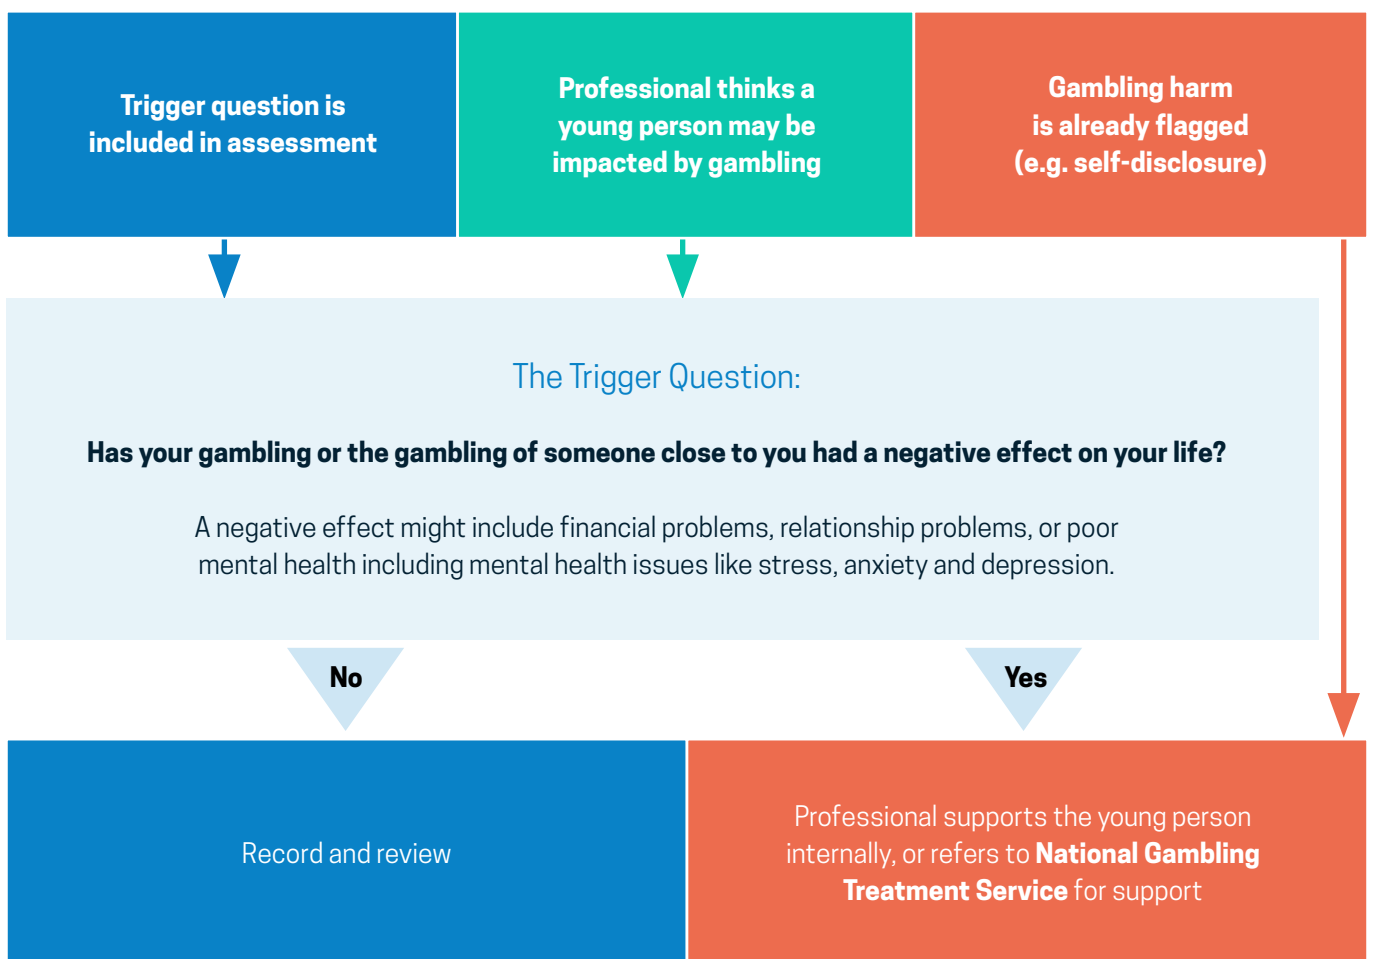 Trigger question is
included in assessment
Professional thinks a
young person may be
impacted by gambling
Gambling harm
is already flagged
(e.g. self-disclosure)
The Trigger Question:
Has your gambling or the gambling of someone close to you had a negative effect on your life?
A negative effect might include financial problems, relationship problems, or poor
mental health including mental health issues like stress, anxiety and depression.
No
Yes
Record and review
Professional supports the young person
internally, or refers to National Gambling
Treatment Service for support